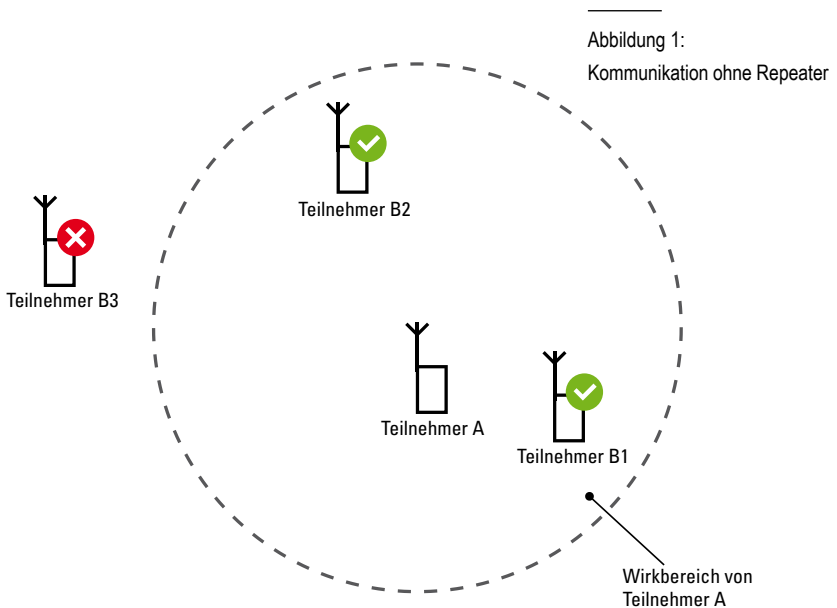 Abbildung 1:
Kommunikation ohne Repeater
Teilnehmer B2
Teilnehmer B3
Teilnehmer A
Teilnehmer B1
Wirkbereich von
Teilnehmer A